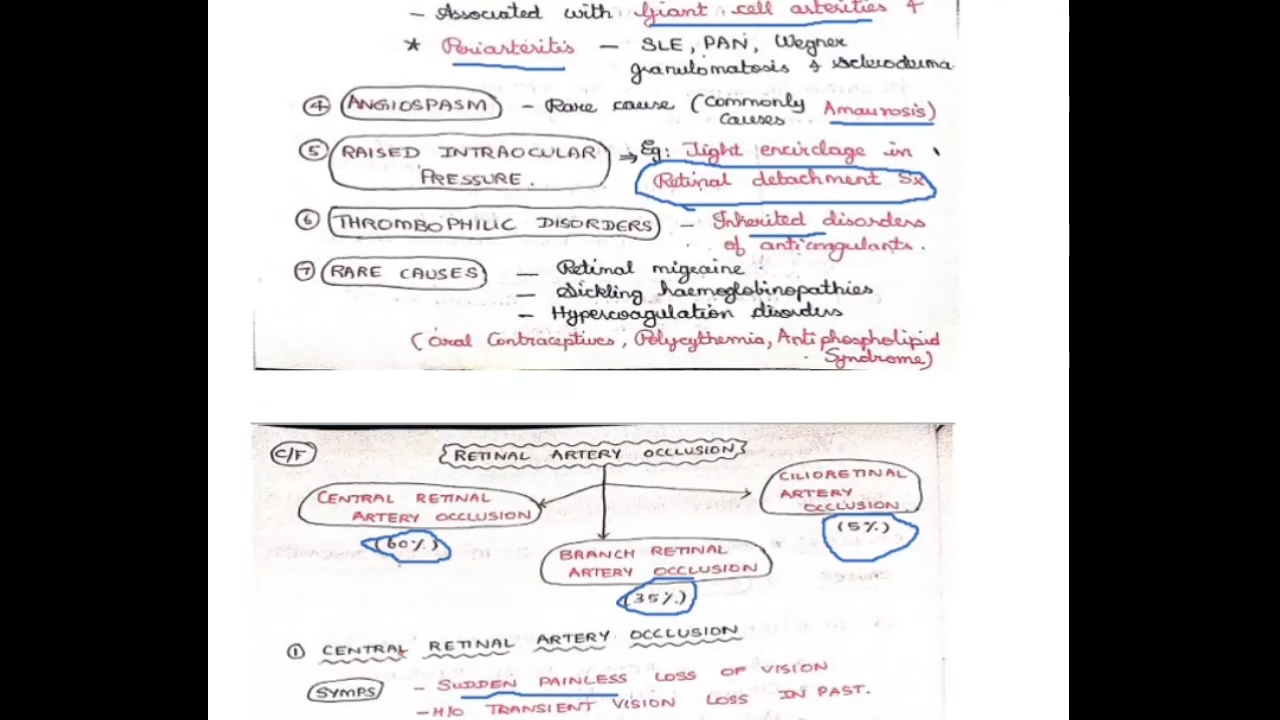 - Associated with Giant cell arterities &
* Periarteritis - SLE, PAN, Wegner
granulomatosis & scleroderma
④ ANGIOSPASM - Rare cause (Commonly causes Amaurosis)
⑤ RAISED INTRAOCULAR PRESSURE. → Eg: Tight encirclage in
Retinal detachment Sx
⑥ THROMBOPHILIC DISORDERS - Inherited disorders
of anticongulants.
⑦ RARE CAUSES - Retinal migraine
- Sickling haemoglobinopathies
- Hypercoagulation disorders
(Oral Contraceptives, Polycythemia, Antiphospholipid
Syndrome)
C/F
RETINAL ARTERY OCCLUSION
CENTRAL RETINAL
ARTERY OCCLUSION
(60%)
BRANCH RETINAL
ARTERY OCCLUSION
(35%)
CILIORETINAL
ARTERY
OCCLUSION
(5%)
① CENTRAL RETINAL ARTERY OCCLUSION
SYMPS - SUDDEN PAINLESS LOSS OF VISION
- H/O TRANSIENT VISION LOSS IN PAST.